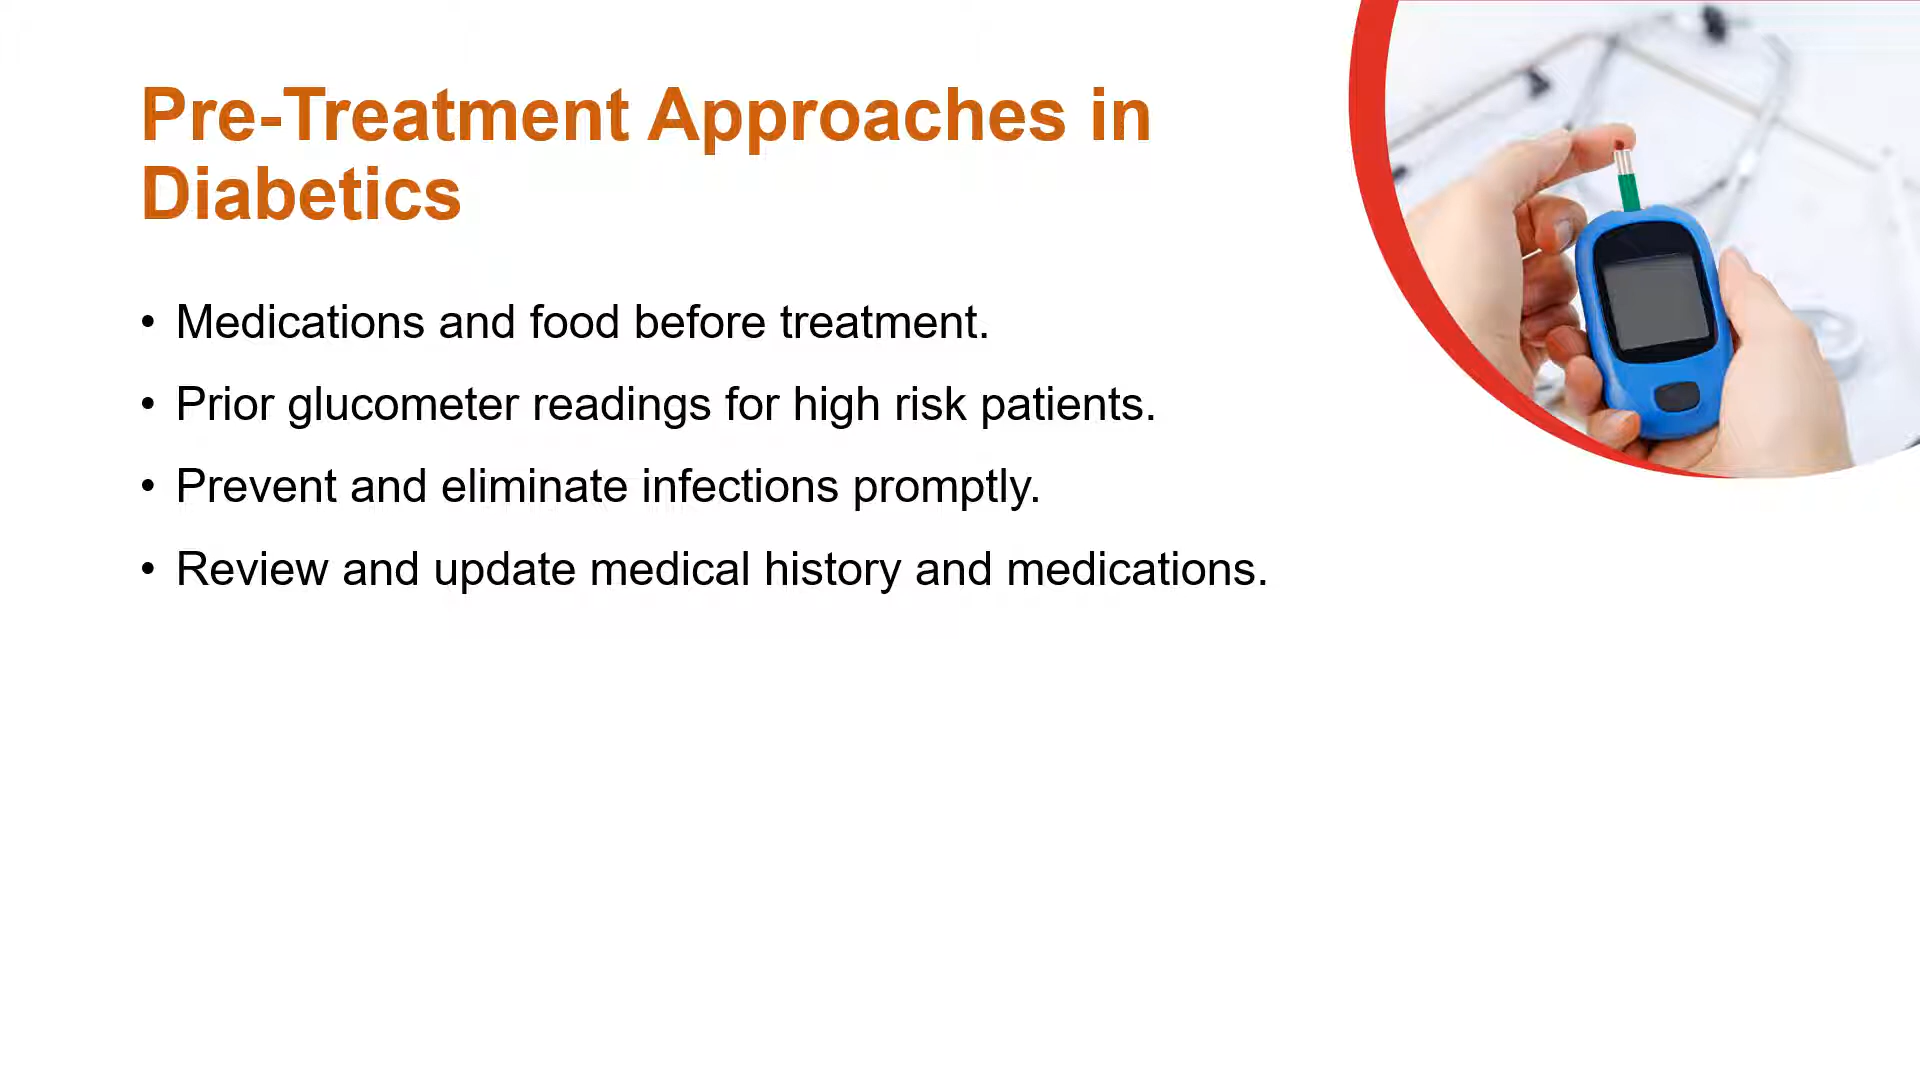 Pre-Treatment Approaches in
Diabetics
• Medications and food before treatment.
• Prior glucometer readings for high risk patients.
• Prevent and eliminate infections promptly.
• Review and update medical history and medications.